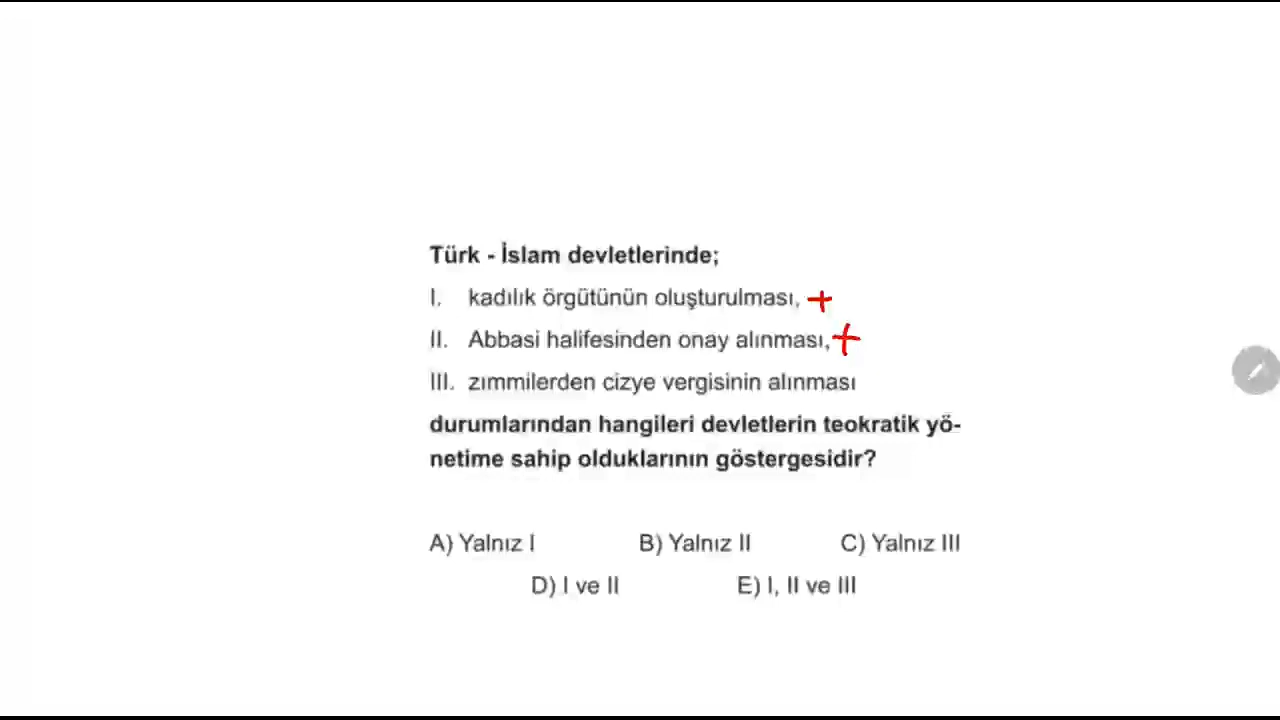 Türk - İslam devletlerinde;
I. kadılık örgütünün oluşturulması, +
II. Abbasi halifesinden onay alınması, +
III. zımmilerden cizye vergisinin alınması
durumlarından hangileri devletlerin teokratik yö-
netime sahip olduklarının göstergesidir?
A) Yalnız I B) Yalnız II C) Yalnız III
D) I ve II E) I, II ve III